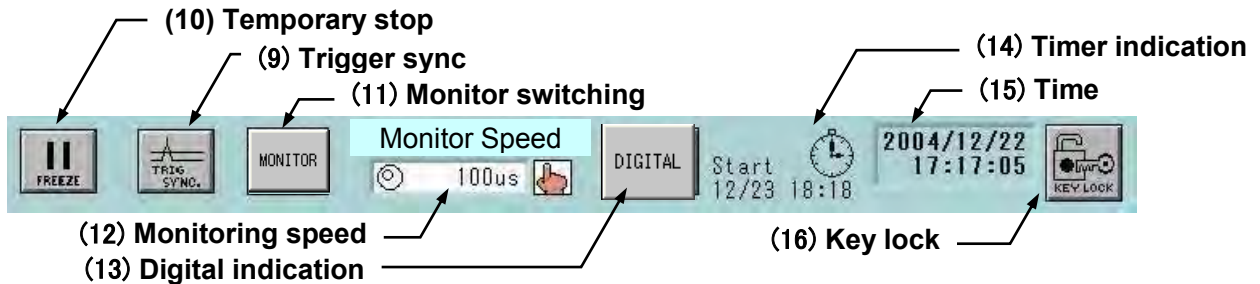 (10) Temporary stop
(9) Trigger sync
(11) Monitor switching
(14) Timer indication
(15) Time
FREEZE
TRIG
SYNC.
MONITOR
Monitor Speed
100us
DIGITAL
Start
12/23 18:18
2004/12/22
17:17:05
KEY LOCK
(12) Monitoring speed
(13) Digital indication
(16) Key lock